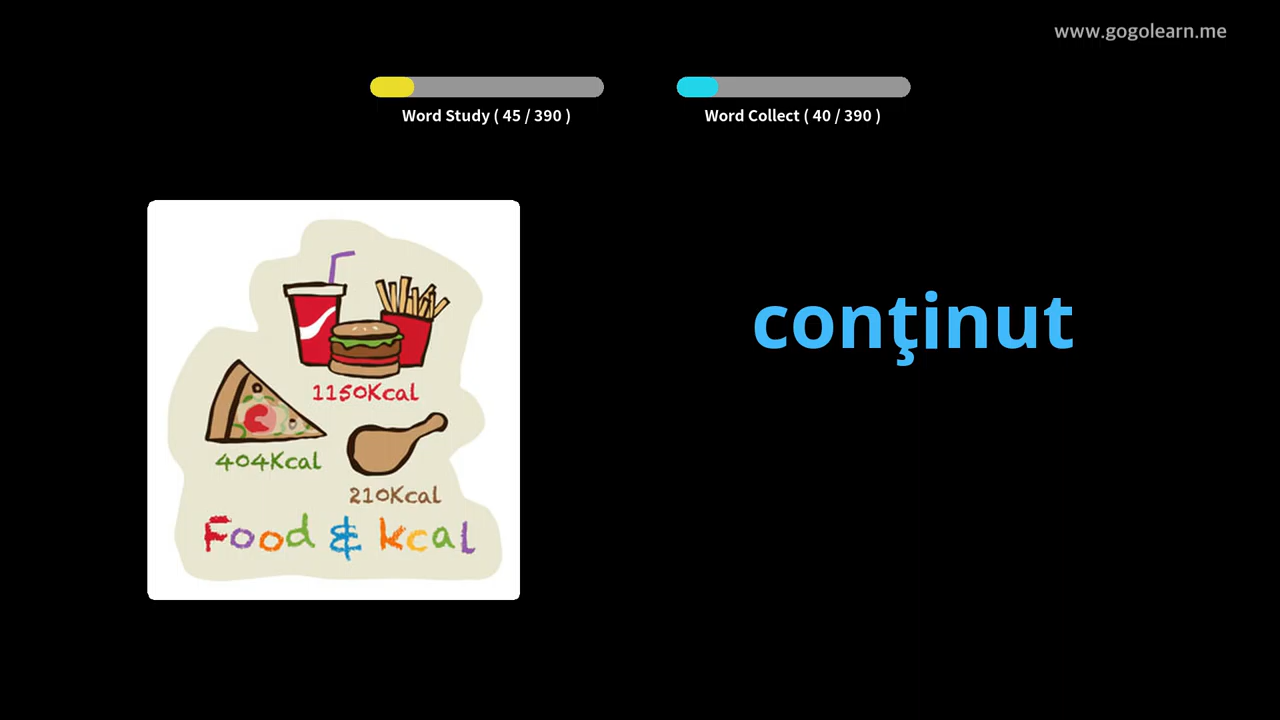 www.gogolearn.me
Word Study ( 45 / 390 )
Word Collect ( 40 / 390 )
conţinut
1150Kcal
404Kcal
210Kcal
Food & kcal